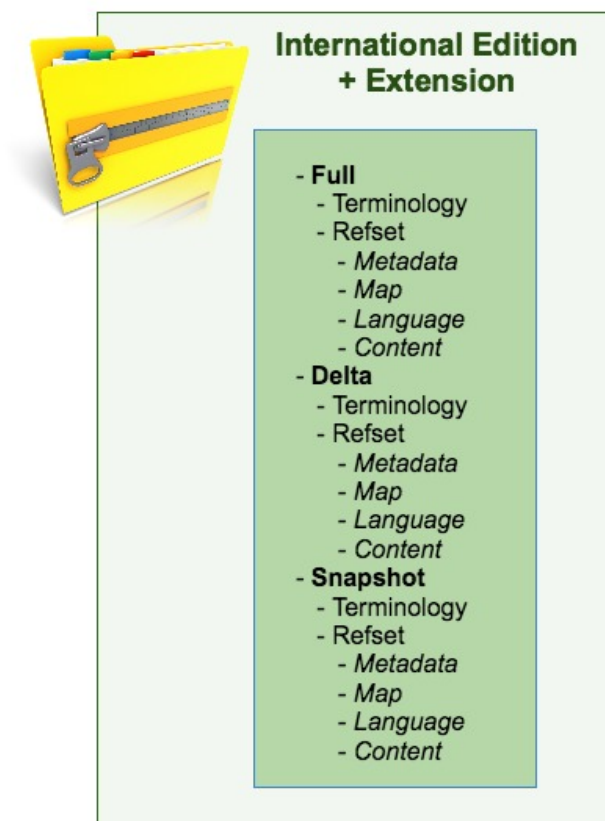 International Edition
+ Extension
- Full
- Terminology
- Refset
- Metadata
- Map
- Language
- Content
- Delta
- Terminology
- Refset
- Metadata
- Map
- Language
- Content
- Snapshot
- Terminology
- Refset
- Metadata
- Map
- Language
- Content